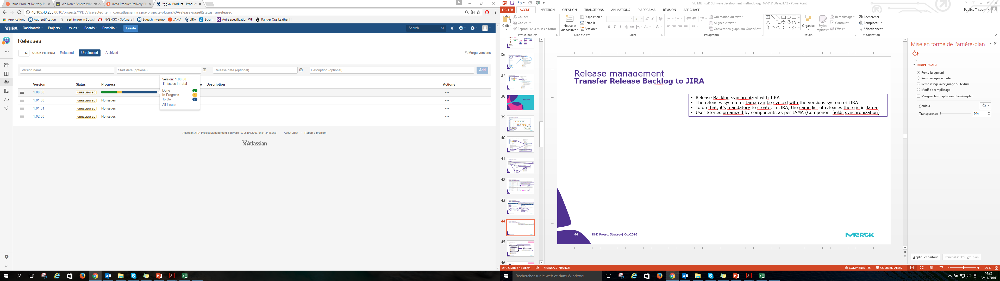 Jama Product Delivery Pl
We Don't Believe Wha
Jama Product Delivery Pl
YggVal Product - Produc
46.105.43.235:8010/projects/YPDEV?selectedItem=com.atlassian.jira.jira-projects-plugin%3Arelease-page&status=unreleased
Applications
Authentification
Insert image in Squas
INVENGO - Software
Squash Invengo
JAMA
JIRA
Scrum
Agile specification WF
Ranger Ops Leather |
JIRA
Dashboards
Projects
Issues
Boards
Portfolio
Create
Search
Releases
QUICK FILTERS:
Released
Unreleased
Archived
Merge versions
Version name
Start date (optional)
Release date (optional)
Description (optional)
Add
Version
Status
Progress
e
Description
Actions
1.00.00
UNRELEASED
1.01.00
UNRELEASED
No issues
1.01.01
UNRELEASED
No issues
1.02.00
UNRELEASED
No issues
Version: 1.00.00
11 issues in total
Done
3
In Progress
1
To Do
7
All issues
Atlassian JIRA Project Management Software (v7.2.1#72003-sha1:3448e6b)
About JIRA
Report a problem
Atlassian
VL_MIL_R&D Software development methodology_1610131009 ed1.12 - PowerPoint
Pauline Tristram
FICHIER
ACCUEIL
INSERTION
CRÉATION
TRANSITIONS
ANIMATIONS
DIAPORAMA
RÉVISION
AFFICHAGE
Coller
Couper
Copier
Reproduire la mise en forme
Presse-papiers
Nouvelle
diapositive
Disposition
Rétablir
Section
Diapositives
14
G I S S abc AV Aa A
Police
Orientation du texte
Aligner le texte
Convertir en graphique SmartArt
Paragraphe
Organiser
Styles
rapides
Remplissage
Contour
Effets
Dessin
Rechercher
Remplacer
Sélectionner
Modification
36
37
38
39
40
41
42
43
44
45
46
Release management
Transfer Release Backlog to JIRA
• Release Backlog synchronized with JIRA
• The releases system of Jama can be synced with the versions system of JIRA
• To do that, it's mandatory to create, in JIRA, the same list of releases there is in Jama
• User Stories organized by components as per JAMA (Component fields synchronization)
44
R&D Project Strategy| Oct-2016
MERCK
Mise en forme de l'arrière-plan
REMPLISSAGE
Remplissage uni
Remplissage dégradé
Remplissage avec image ou texture
Motif de remplissage
Masquer les graphiques d'arrière-plan
Couleur
Transparence
0 %
Appliquer partout
Réinitialiser l'arrière-plan
DIAPOSITIVE 44 DE 94
FRANÇAIS (FRANCE)
COMMENTAIRES
COMMENTAIRES
100 %
Rechercher sur le web et dans Windows
14:22
22/11/2016